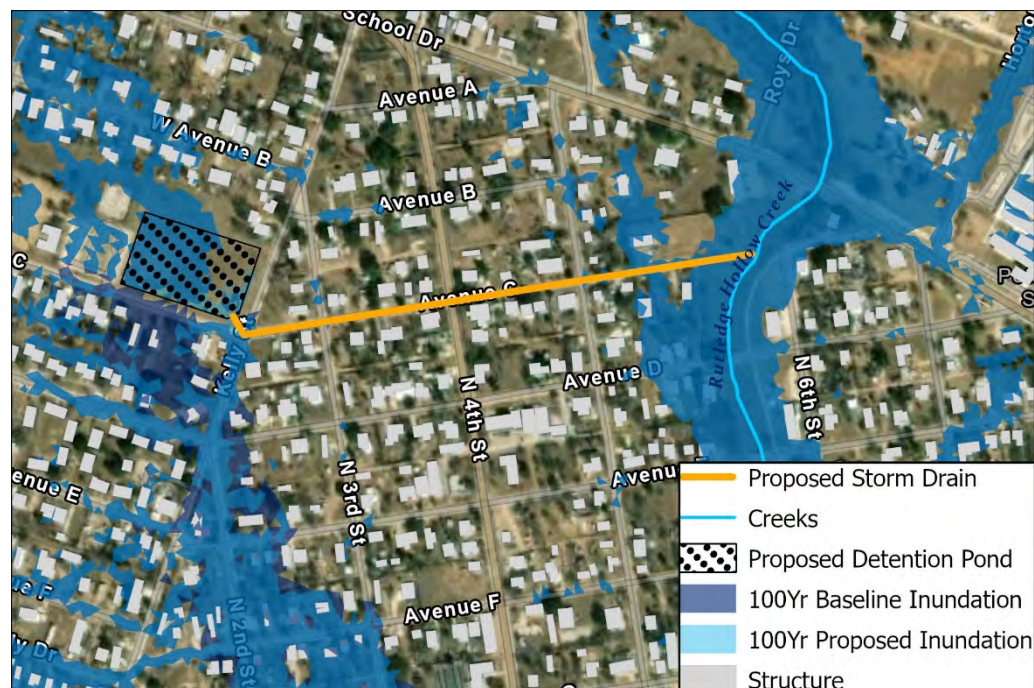 School Dr
Avenue A
Roys Dr
W Avenue B
Avenue B
C
Avenue C
Rutledge Hollow Creek
Avenue D
N 6th St
N 4th St
N 3rd St
Avenue
enue E
Avenue F
N 2nd St
Proposed Storm Drain
Creeks
Proposed Detention Pond
100Yr Baseline Inundation
100Yr Proposed Inundation
Structure